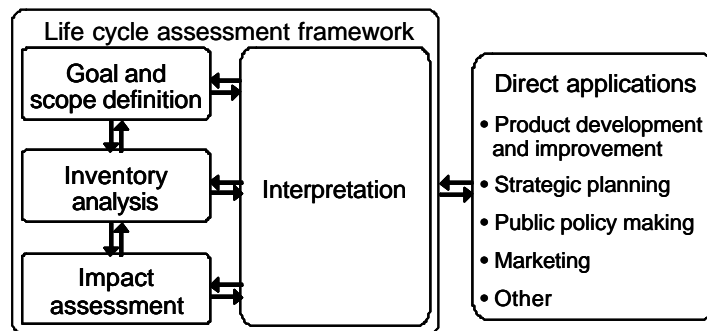 Life cycle assessment framework
Goal and
scope definition
Inventory
analysis
Impact
assessment
Interpretation
Direct applications
• Product development
and improvement
• Strategic planning
• Public policy making
• Marketing
• Other